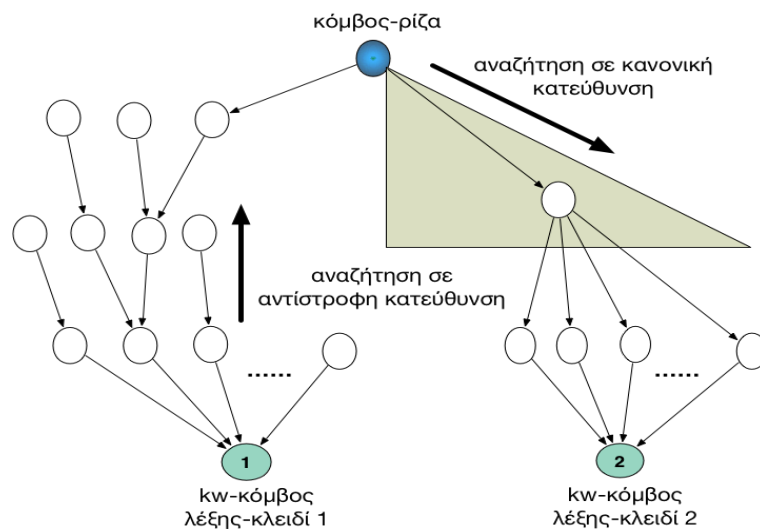 κόμβος-ρίζα
αναζήτηση σε κανονική
κατεύθυνση
αναζήτηση σε
αντίστροφη κατεύθυνση
......
......
1
2
kw-κόμβος
λέξης-κλειδί 1
kw-κόμβος
λέξης-κλειδί 2